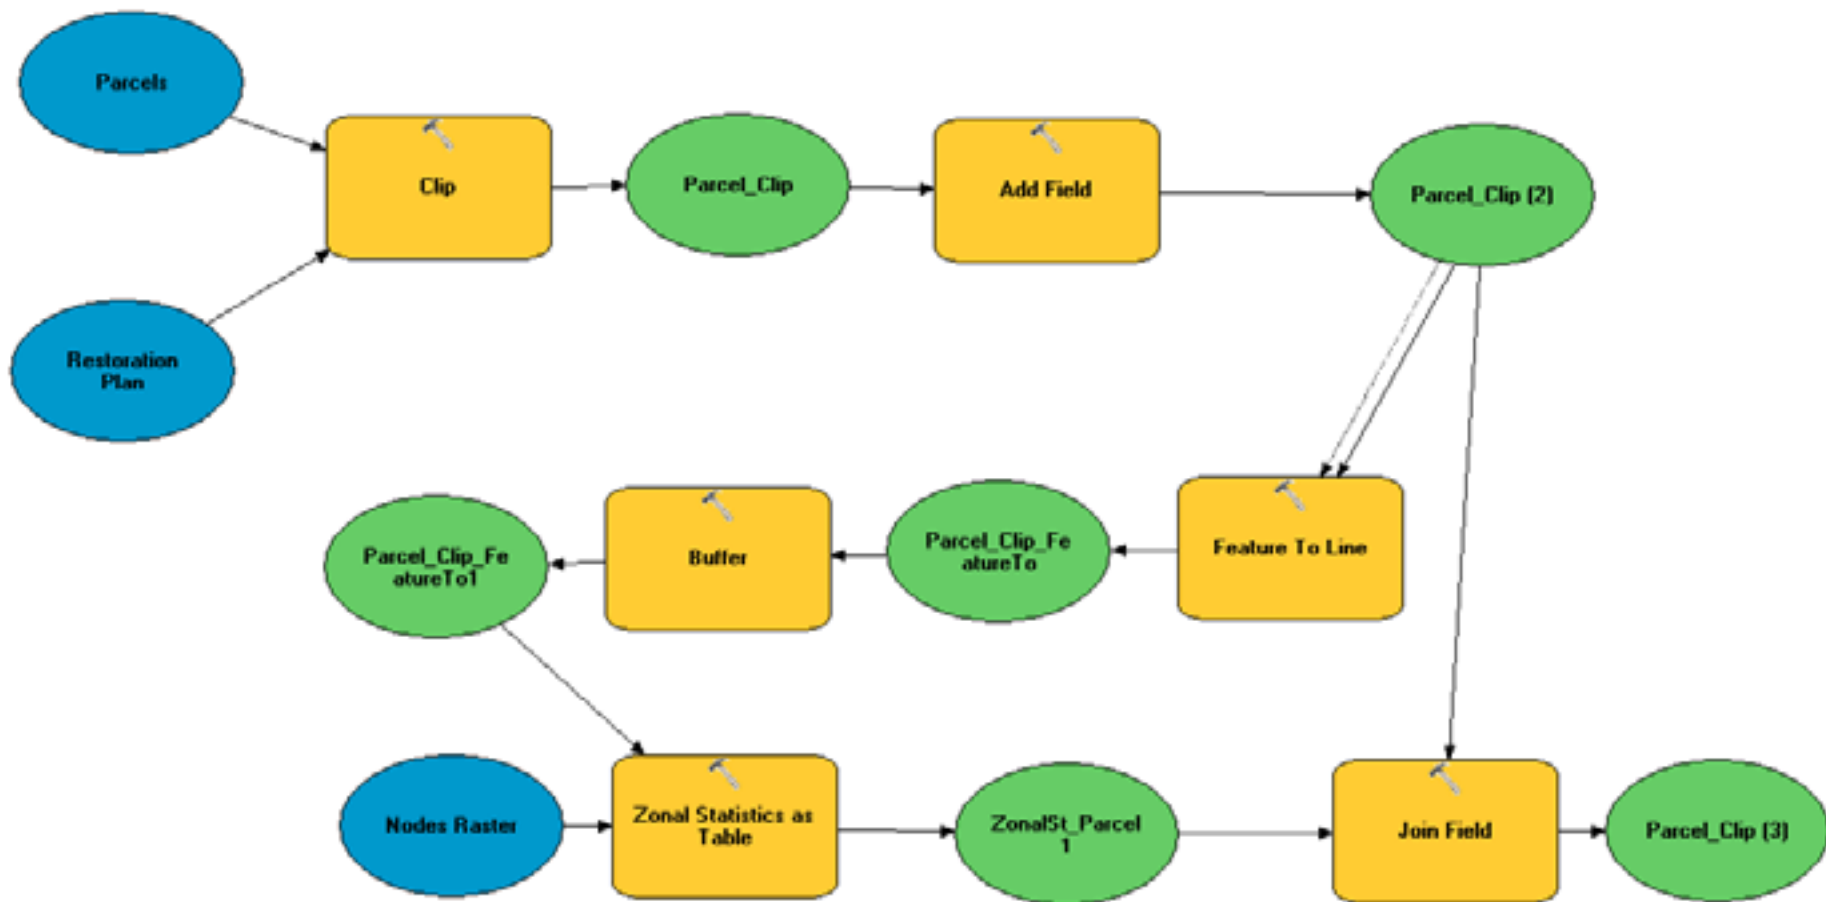 Parcels
Clip
Parcel_Clip
Add Field
Parcel_Clip (2)
Restoration
Plan
Parcel_Clip_Fe
atureTo1
Buffer
Parcel_Clip_Fe
atureTo
Feature To Line
Nodes Raster
Zonal Statistics as
Table
ZonalSt_Parcel
1
Join Field
Parcel_Clip (3)